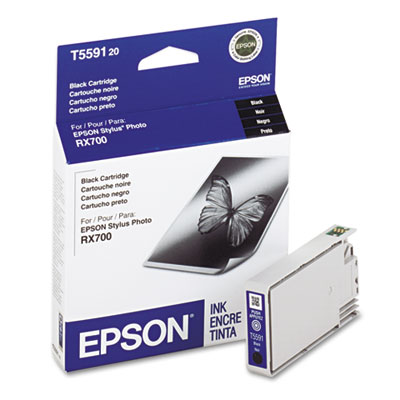 T5591 20
EPSON
Black Cartridge
Cartouche noire
Cartucho negro
Cartucho preto
EPSON
Black
Noir
Negro
Preto
For / Pour / Para:
EPSON Stylus® Photo
RX700
Black Cartridge
Cartouche noire
Cartucho negro
Cartucho preto
For / Pour / Para:
EPSON Stylus Photo
RX700
EPSON
INK
ENCRE
TINTA
PUSH
T5591
Black